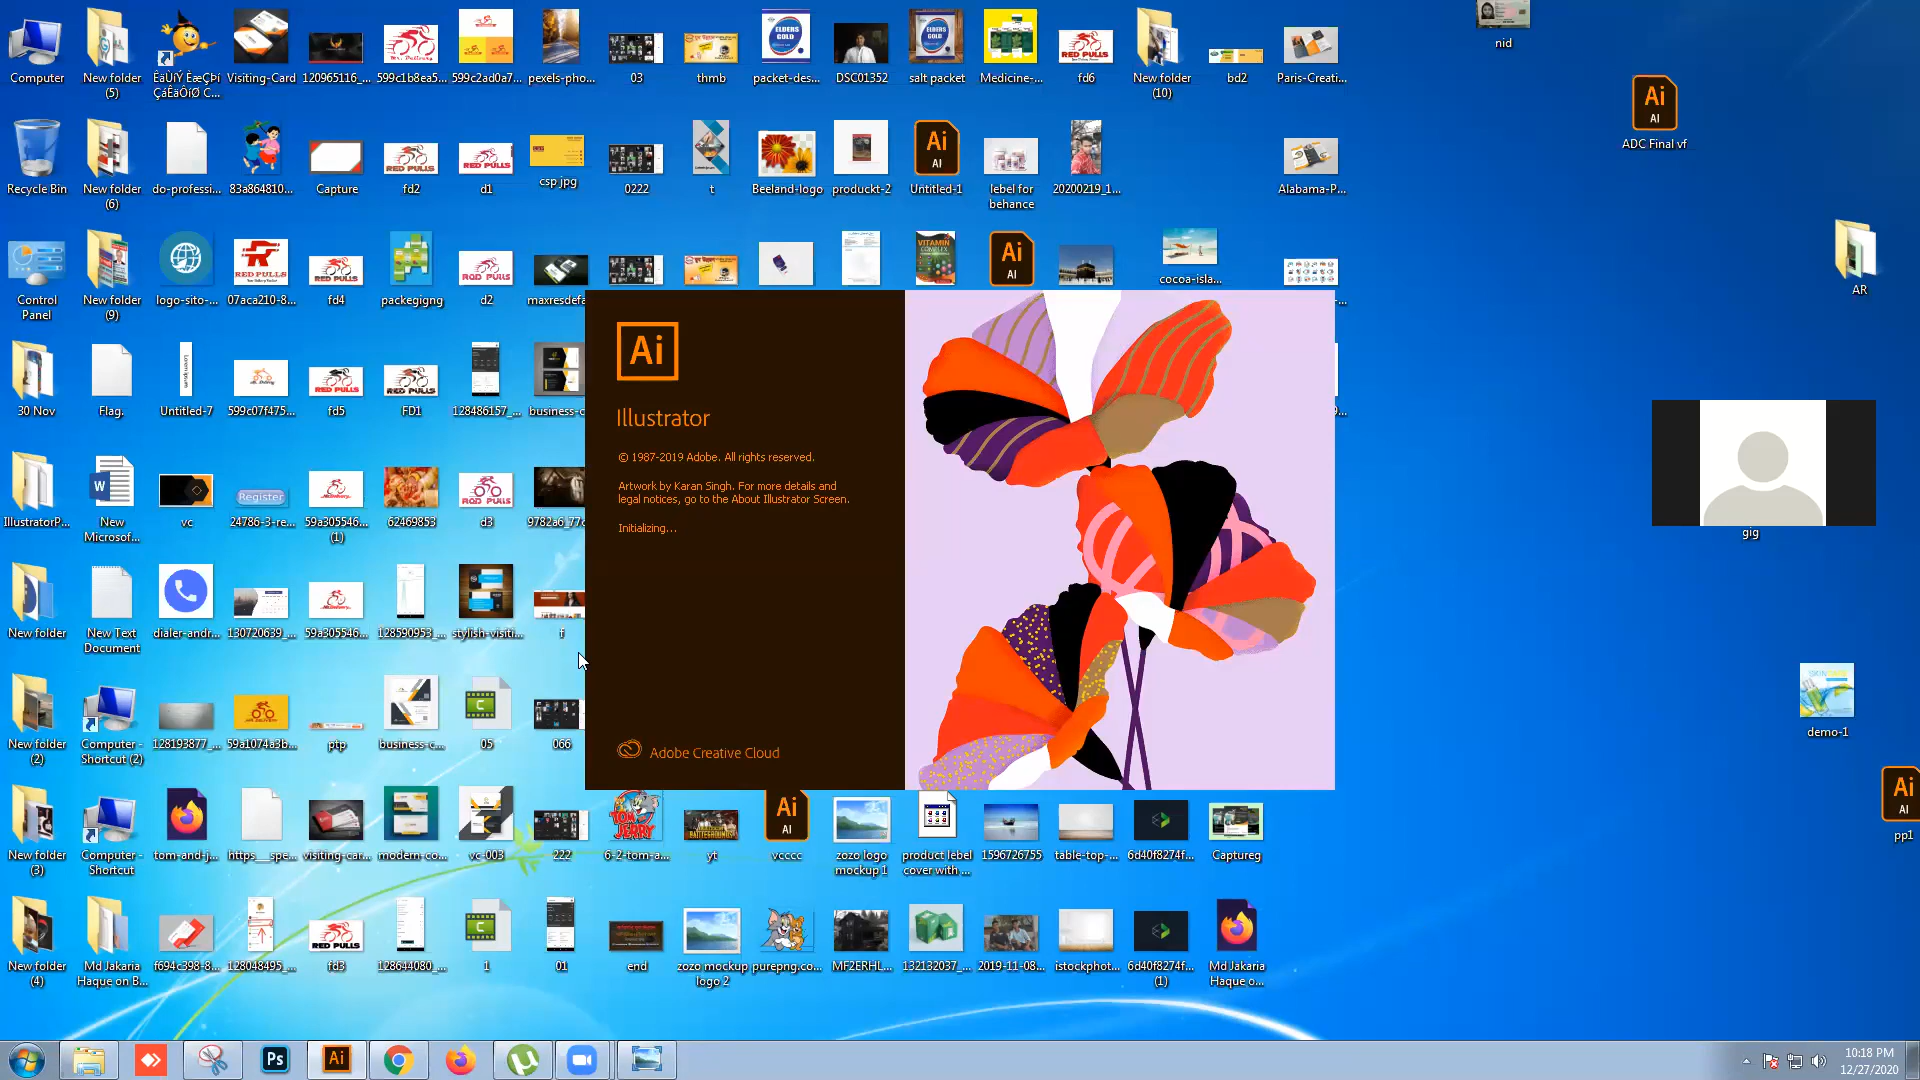 Computer
New folder (5)
ÉäÙíÝ ÈæÇÞí ÇáÊäÔíØ C...
Visiting-Card
120965116_...
599c1b8ea5...
599c2ad0a7...
pexels-pho...
03
thmb
packet-des...
DSC01352
salt packet
Medicine-...
fd6
New folder (10)
bd2
Paris-Creati...
nid
ADC Final vf
Recycle Bin
New folder (6)
do-professi...
83a864810...
Capture
fd2
d1
csp.jpg
0222
t
Beeland-logo
produckt-2
Untitled-1
lebel for behance
20200219_1...
Alabama-P...
Control Panel
New folder (9)
logo-sito-...
07aca210-8...
fd4
packegigng
d2
maxresdefa
cocoa-isla...
AR
30 Nov
Flag.
Untitled-7
599c07f475...
fd5
FD1
128486157_...
business-c
IllustratorP...
New Microsof...
vc
24786-3-re...
59a305546... (1)
62469853
d3
9782a6_77c
gig
New folder
New Text Document
dialer-andr...
130720639_...
59a305546...
128590953_...
stylish-visiti...
f
New folder (2)
Computer - Shortcut (2)
128193877_...
59a1074a3b...
ptp
business-c...
05
066
demo-1
New folder (3)
Computer - Shortcut
tom-and-j...
https___spe...
visiting-car...
modern-co...
vc-003
222
6-2-tom-a...
yt
vcccc
zozo logo mockup 1
product lebel cover with ...
1596726755
table-top-...
6d40f8274f...
Captureg
pp1
New folder (4)
Md Jakaria Haque on B...
f694c398-8...
128048495_...
fd3
128644080_...
1
01
end
zozo mockup logo 2
purepng.co...
MF2ERHL...
132132037_...
2019-11-08...
istockphot...
6d40f8274f... (1)
Md Jakaria Haque o...
Ai
Illustrator
© 1987-2019 Adobe. All rights reserved.
Artwork by Karan Singh. For more details and
legal notices, go to the About Illustrator Screen.
Initializing...
Adobe Creative Cloud
Ps
Ai
10:18 PM
12/27/2020